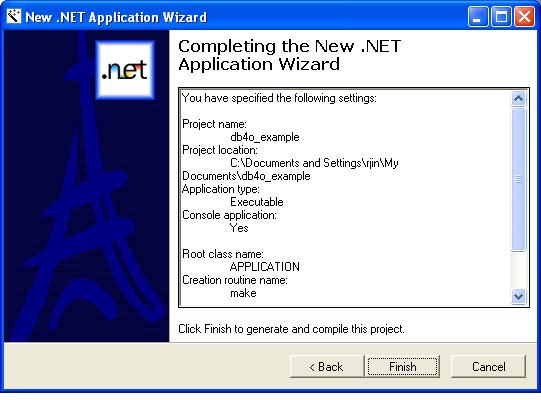 New .NET Application Wizard
.net
Completing the New .NET
Application Wizard
You have specified the following settings:
Project name:
db4o_example
Project location:
C:\Documents and Settings\rjin\My
Documents\db4o_example
Application type:
Executable
Console application:
Yes
Root class name:
APPLICATION
Creation routine name:
make
Click Finish to generate and compile this project.
< Back
Finish
Cancel